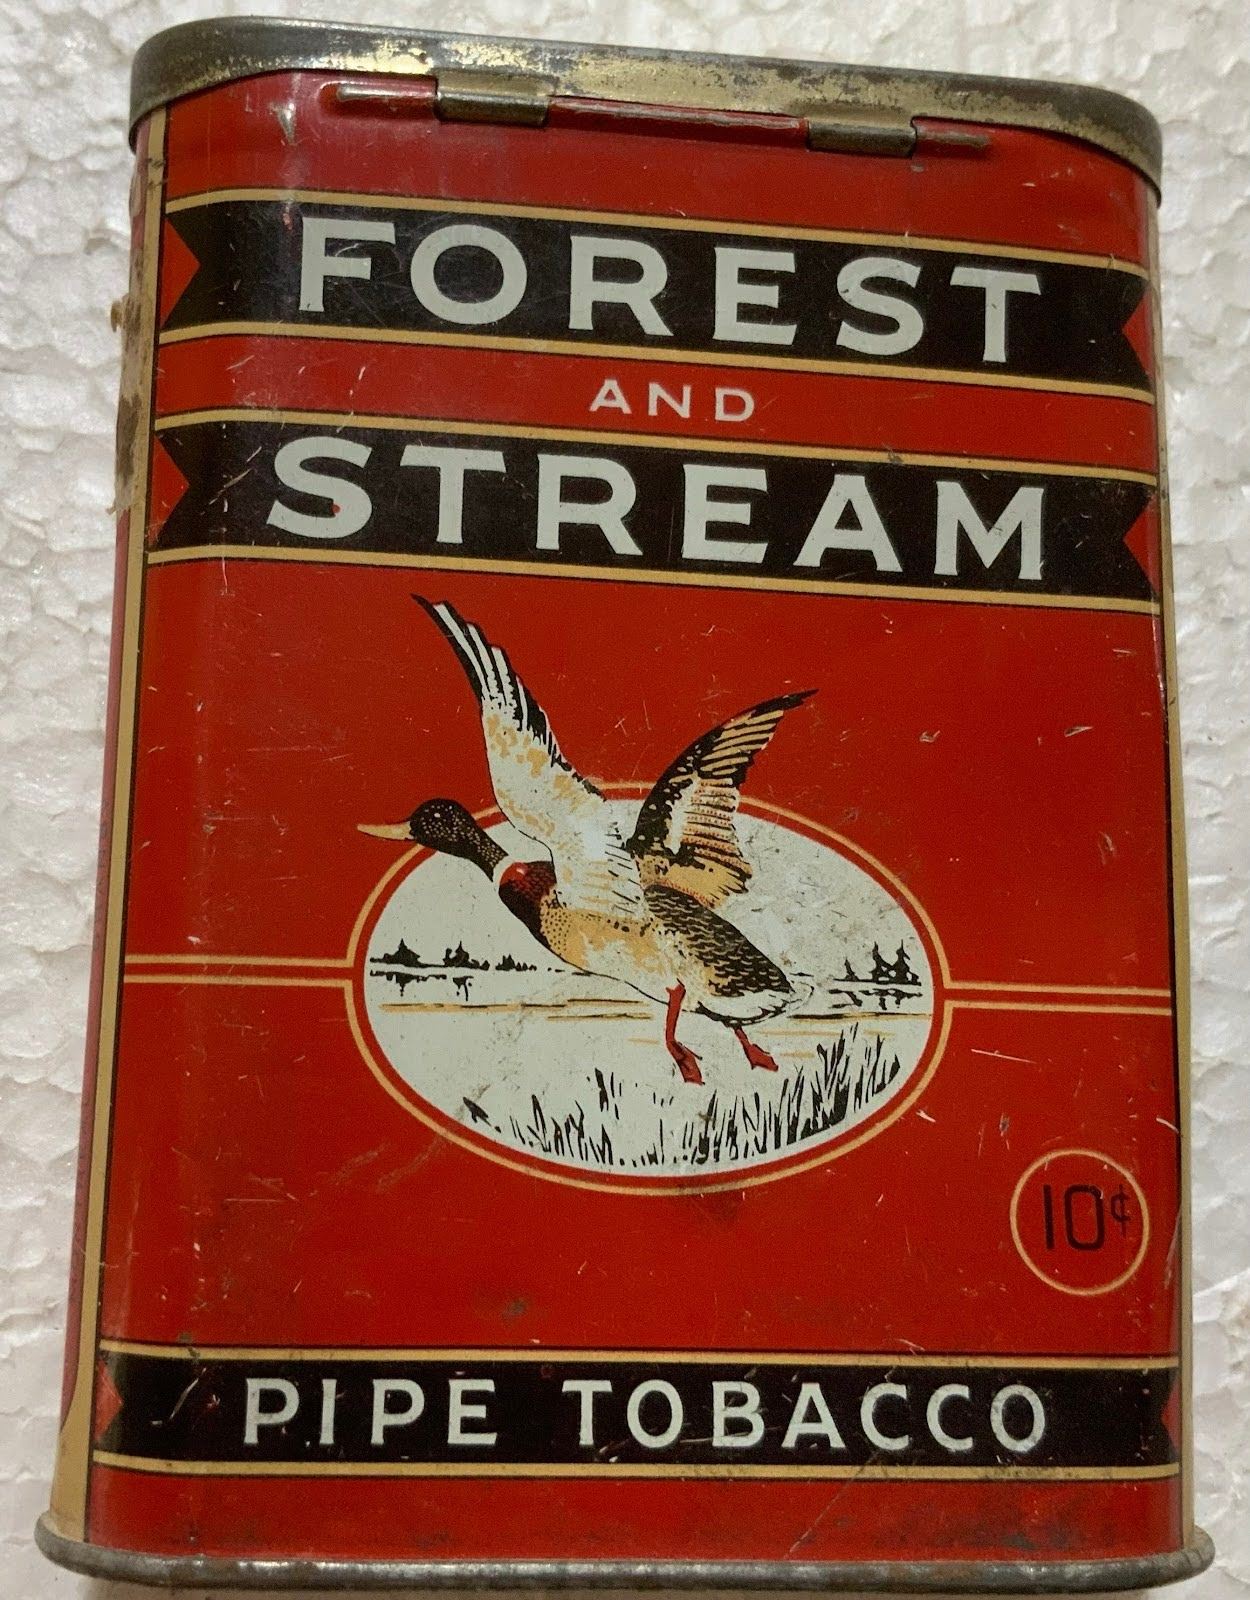 FOREST
AND
STREAM
10¢
PIPE TOBACCO